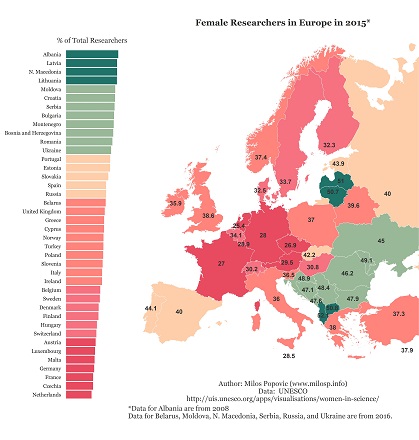 Female Researchers in Europe in 2015*
% of Total Researchers
Albania
Latvia
N. Macedonia
Lithuania
Moldova
Croatia
Serbia
Bulgaria
Montenegro
Bosnia and Herzegovina
Romania
Ukraine
Portugal
Estonia
Slovakia
Spain
Russia
Belarus
United Kingdom
Greece
Cyprus
Norway
Turkey
Poland
Slovenia
Italy
Ireland
Belgium
Sweden
Denmark
Finland
Hungary
Switzerland
Austria
Luxembourg
Malta
Germany
France
Czechia
Netherlands
32.3
37.4
43.9
33.7
51
32.5
50.7
35.9
38.6
39.6
40
37
25.4
34.1
28
28.8
26.9
45
42.2
27
29.5
30.8
49.1
30.2
36.5
48.9
46.2
47.1
48.4
44.1
40
36
47.5
47.9
38
37.3
28.5
37.9
Author: Milos Popovic (www.milosp.info)
Data: UNESCO
http://uis.unesco.org/apps/visualisations/women-in-science/
*Data for Albania are from 2008
Data for Belarus, Moldova, N. Macedonia, Serbia, Russia, and Ukraine are from 2016.